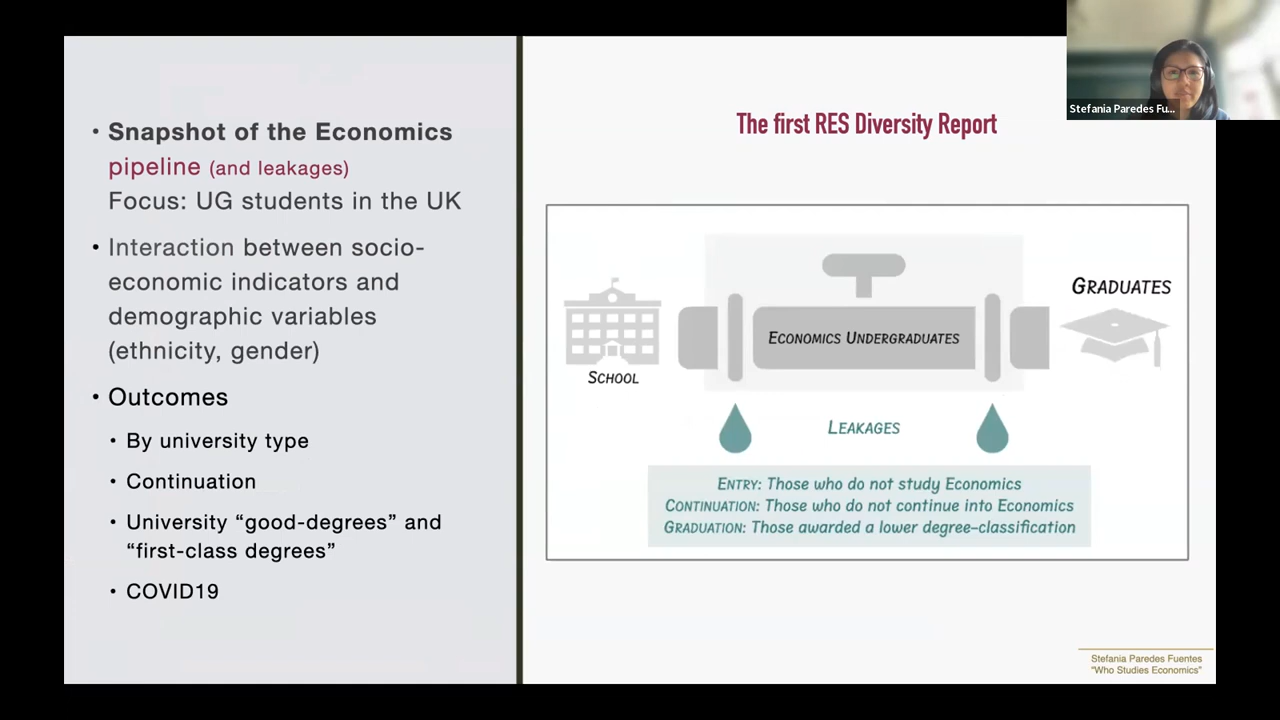 Stefania Paredes Fu...
• Snapshot of the Economics
pipeline (and leakages)
Focus: UG students in the UK
• Interaction between socio-
economic indicators and
demographic variables
(ethnicity, gender)
• Outcomes
• By university type
• Continuation
• University “good-degrees” and
“first-class degrees”
• COVID19
The first RES Diversity Report
SCHOOL
ECONOMICS UNDERGRADUATES
GRADUATES
LEAKAGES
ENTRY: Those who do not study Economics
CONTINUATION: Those who do not continue into Economics
GRADUATION: Those awarded a lower degree-classification
Stefania Paredes Fuentes
"Who Studies Economics"